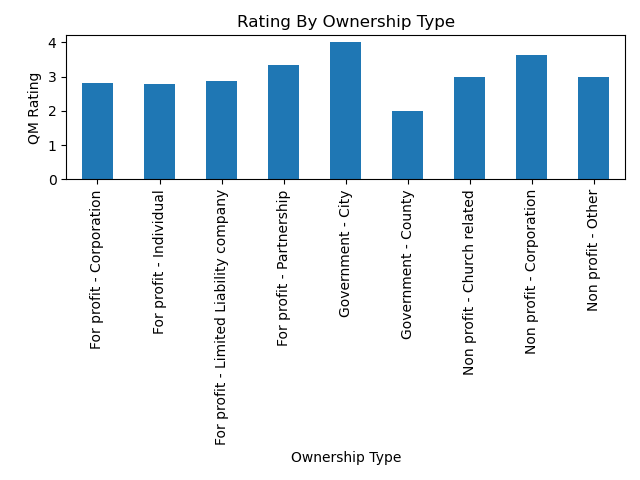 Rating By Ownership Type
QM Rating
4
3
2
1
0
For profit - Corporation
For profit - Individual
For profit - Limited Liability company
For profit - Partnership
Government - City
Government - County
Non profit - Church related
Non profit - Corporation
Non profit - Other
Ownership Type